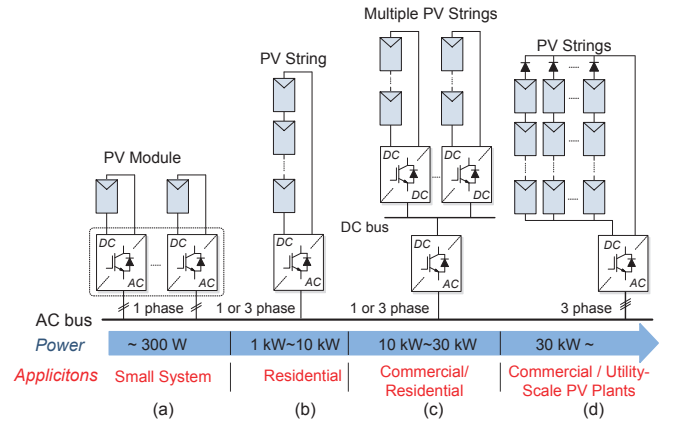 Multiple PV Strings
PV String
PV Strings
PV Module
DC
DC
DC
DC
DC bus
DC
AC
DC
AC
DC
AC
DC
AC
DC
AC
1 phase
1 or 3 phase
1 or 3 phase
3 phase
AC bus
Power
~ 300 W
1 kW~10 kW
10 kW~30 kW
30 kW ~
Applicitons
Small System
Residential
Commercial/
Residential
Commercial / Utility-
Scale PV Plants
(a)
(b)
(c)
(d)